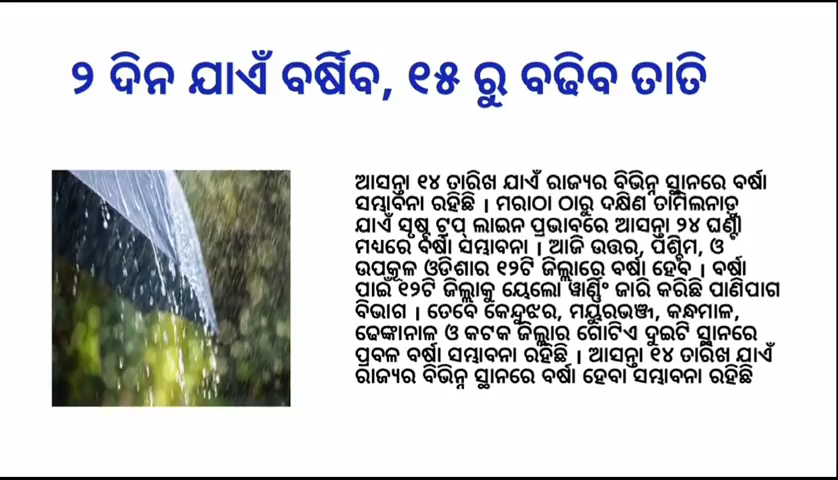 ୨ ଦିନ ଯାଏଁ ବର୍ଷିବ, ୧୫ ରୁ ବଢିବ ତାତି
ଆସନ୍ତା ୧୪ ତାରିଖ ଯାଏଁ ରାଜ୍ୟର ବିଭିନ୍ନ ସ୍ଥାନରେ ବର୍ଷା
ସମ୍ଭାବନା ରହିଛି । ମରାଠା ଠାରୁ ଦକ୍ଷିଣ ତାମିଲନାଡୁ
ଯାଏଁ ସୃଷ୍ଟ ଟ୍ରପ୍ ଲାଇନ ପ୍ରଭାବରେ ଆସନ୍ତା ୨୪ ଘଣ୍ଟା
ମଧ୍ୟରେ ବର୍ଷା ସମ୍ଭାବନା । ଆଜି ଉତ୍ତର, ପଶ୍ଚିମ, ଓ
ଉପକୂଳ ଓଡିଶାର ୧୨ଟି ଜିଲ୍ଲାରେ ବର୍ଷା ହେବ । ବର୍ଷା
ପାଇଁ ୧୨ଟି ଜିଲ୍ଲାକୁ ୟେଲୋ ୱାର୍ଣ୍ଣିଂ ଜାରି କରିଛି ପାଣିପାଗ
ବିଭାଗ । ତେବେ କେନ୍ଦୁଝର, ମୟୂରଭଞ୍ଜ, କନ୍ଧମାଳ,
ଢେଙ୍କାନାଳ ଓ କଟକ ଜିଲ୍ଲାର ଗୋଟିଏ ଦୁଇଟି ସ୍ଥାନରେ
ପ୍ରବଳ ବର୍ଷା ସମ୍ଭାବନା ରହିଛି । ଆସନ୍ତା ୧୪ ତାରିଖ ଯାଏଁ
ରାଜ୍ୟର ବିଭିନ୍ନ ସ୍ଥାନରେ ବର୍ଷା ହେବା ସମ୍ଭାବନା ରହିଛି